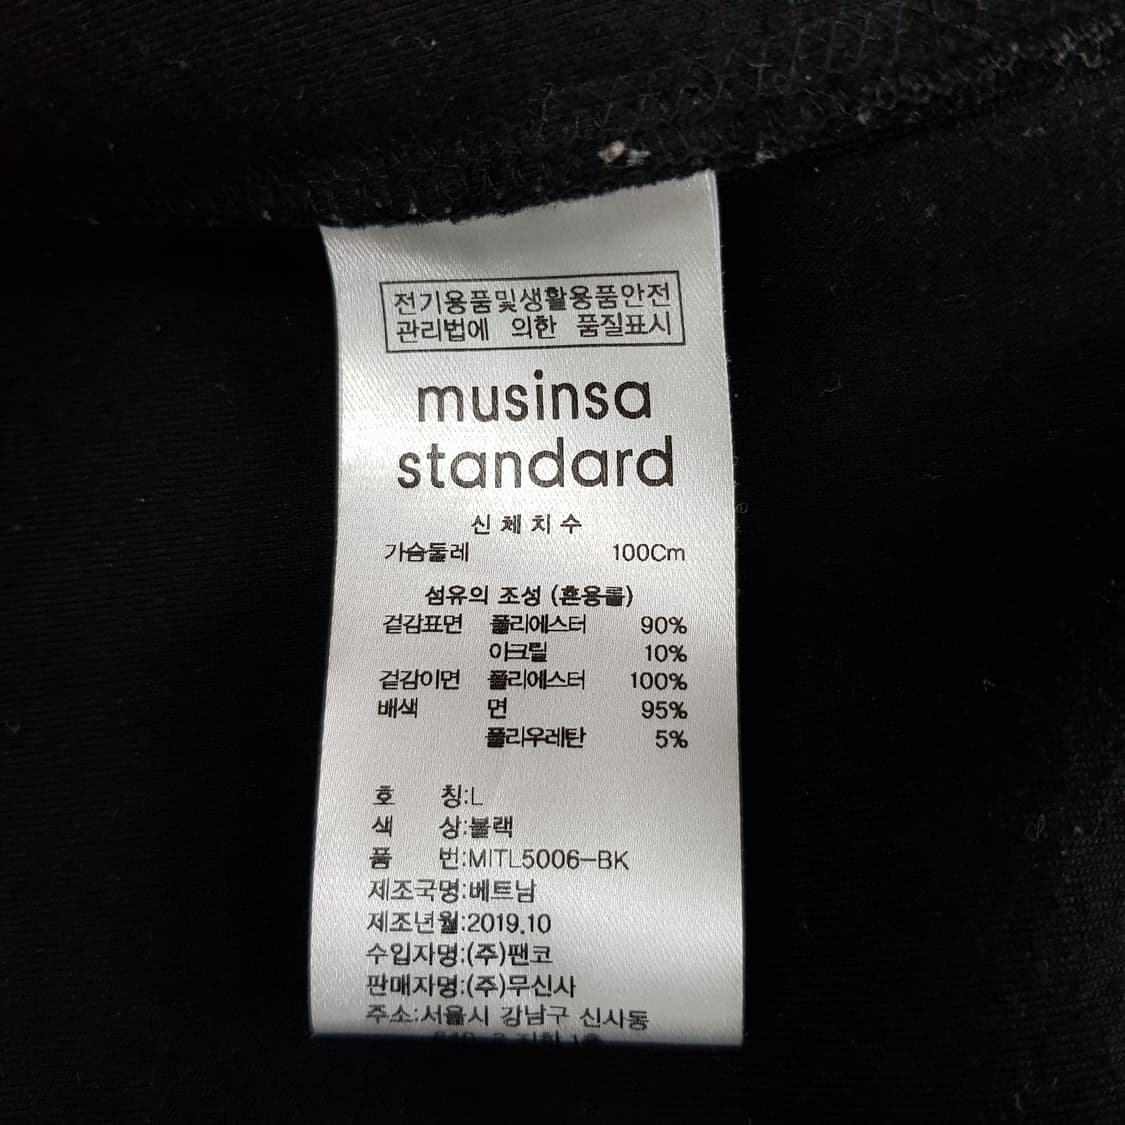 전기용품및생활용품안전
관리법에 의한 품질표시
musinsa
standard
신체치수
가슴둘레 100Cm
섬유의 조성 (혼용률)
겉감표면 폴리에스터 90%
아크릴 10%
겉감이면 폴리에스터 100%
배색 면 95%
폴리우레탄 5%
호 칭:L
색 상:블랙
품 번:MITL5006-BK
제조국명:베트남
제조년월:2019.10
수입자명:(주)팬코
판매자명:(주)무신사
주소:서울시 강남구 신사동